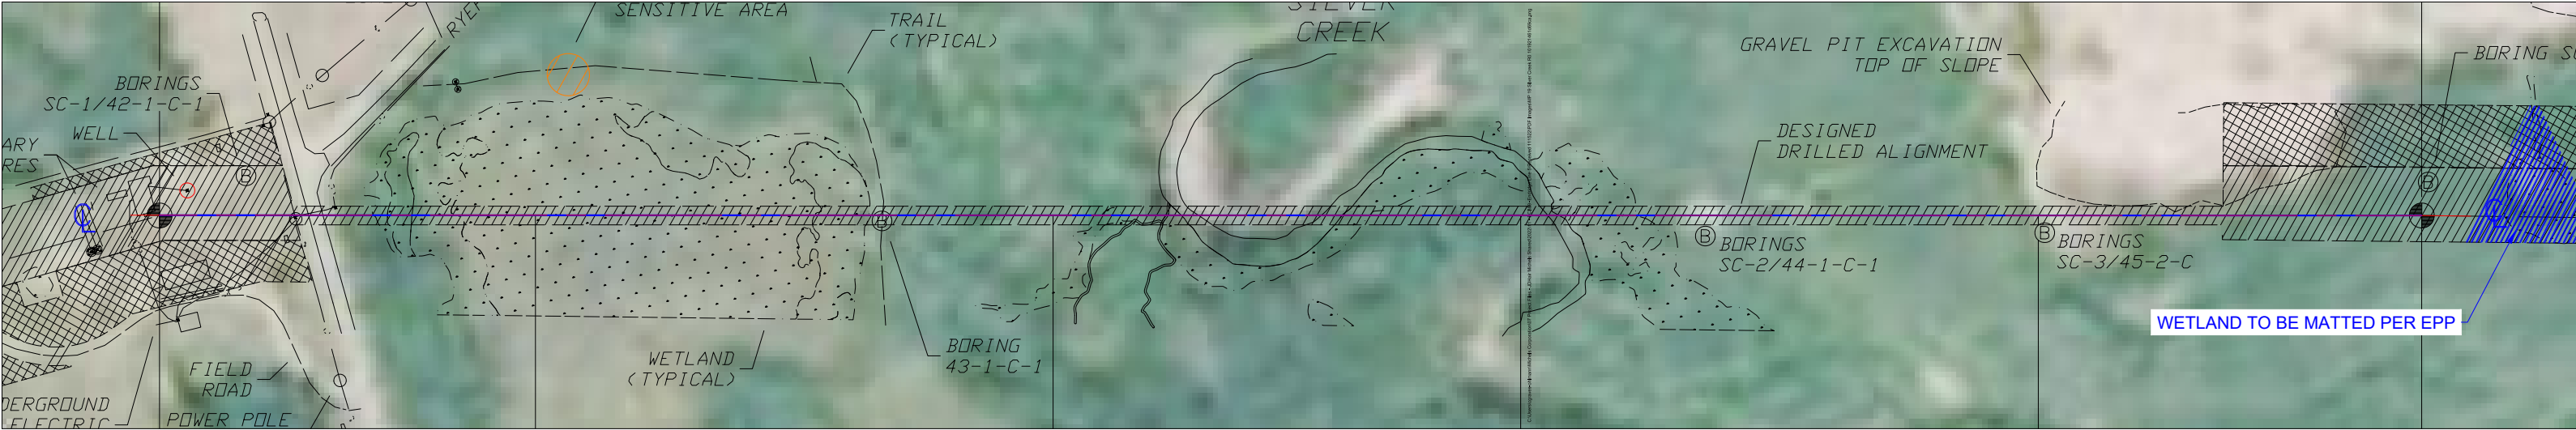 SENSITIVE AREA
TRAIL
(TYPICAL)
CREEK
GRAVEL PIT EXCAVATION
TOP OF SLOPE
BORING
BORINGS
SC-1/42-1-C-1
WELL
ARY
RES
DESIGNED
DRILLED ALIGNMENT
B
B
B
B
B
BORINGS
SC-2/44-1-C-1
BORINGS
SC-3/45-2-C
WETLAND TO BE MATTED PER EPP
BORING
43-1-C-1
WETLAND
(TYPICAL)
FIELD
ROAD
DERGROUND
ELECTRIC
POWER POLE